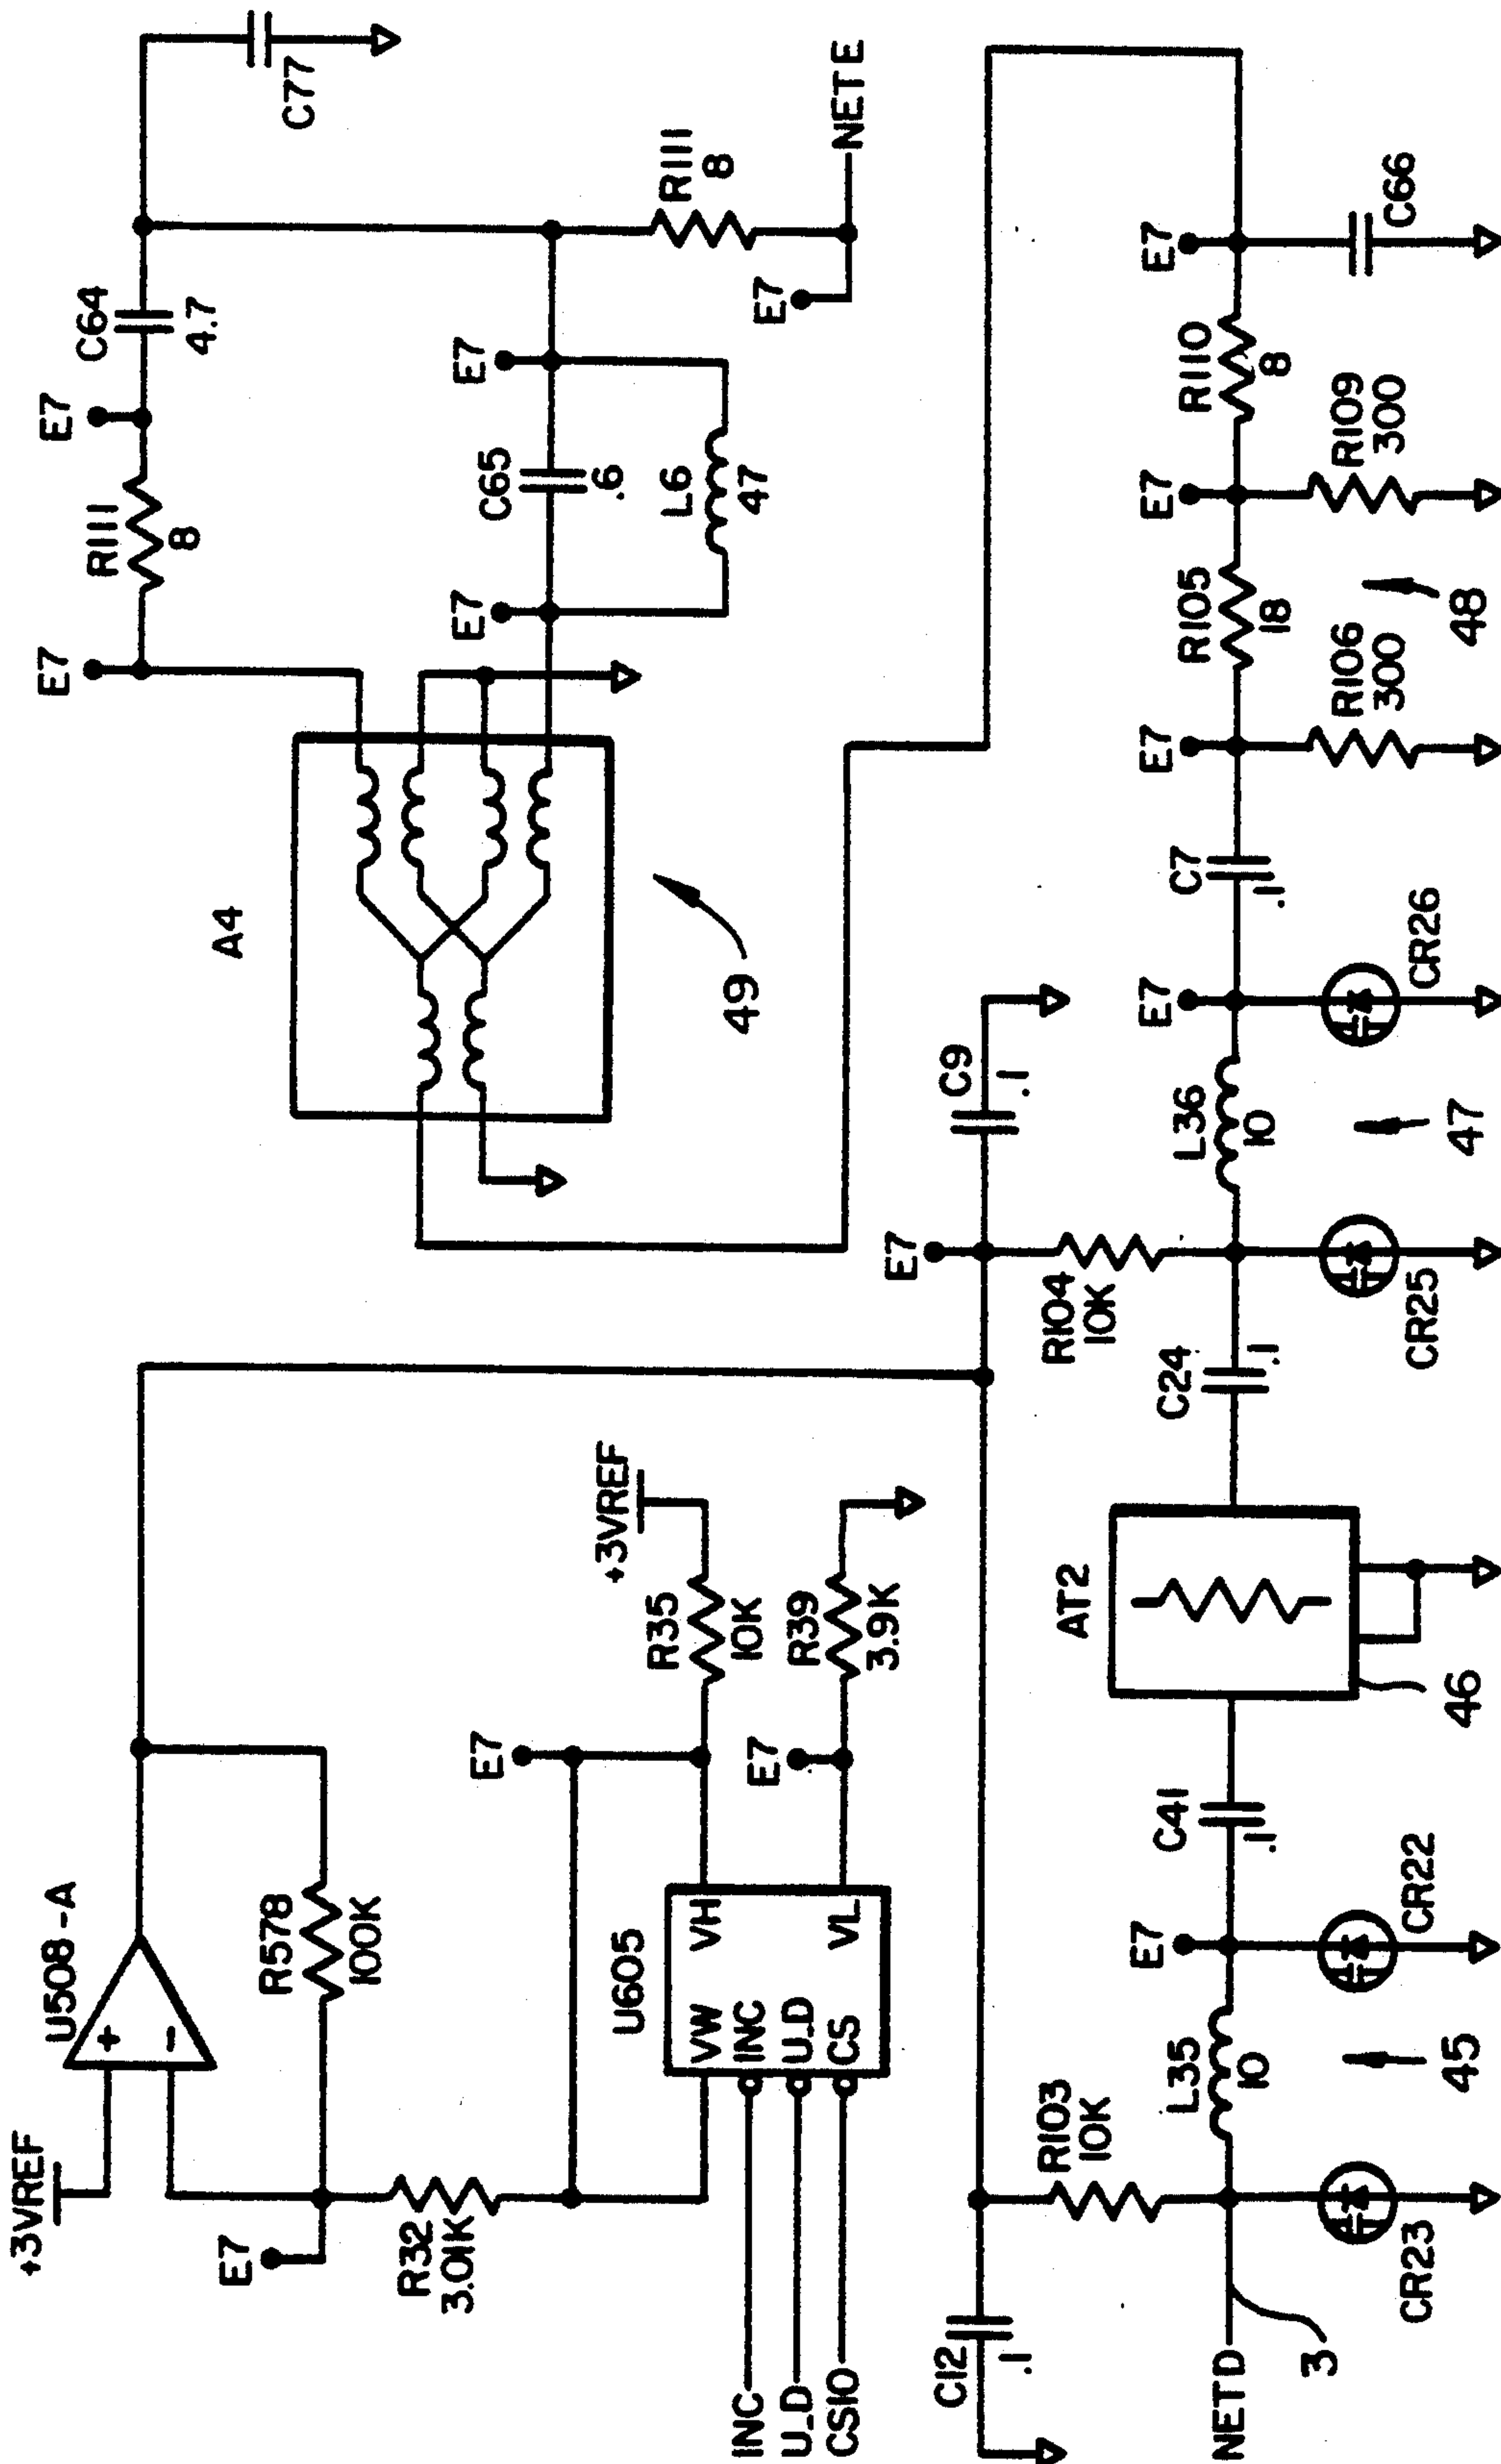 +3VREF
U508-A
+
-
E7
R578
100K
R32
3.01K
E7
U605
VW
INC
U_D
CS
VH
VL
INC
U_D
CS10
R35
10K
+3VREF
E7
R39
3.9K
A4
49
E7
R111
8
E7
C64
4.7
C77
E7
C65
.6
E7
L6
47
R111
8
E7
NETE
C12
.1
R103
10K
E7
R104
10K
C9
.1
NETD
3
CR23
L35
10
45
E7
CR22
C41
.1
AT2
46
C24
.1
CR25
L36
10
47
E7
CR26
C7
.1
E7
R106
300
R105
18
48
E7
R109
300
R110
8
E7
C66